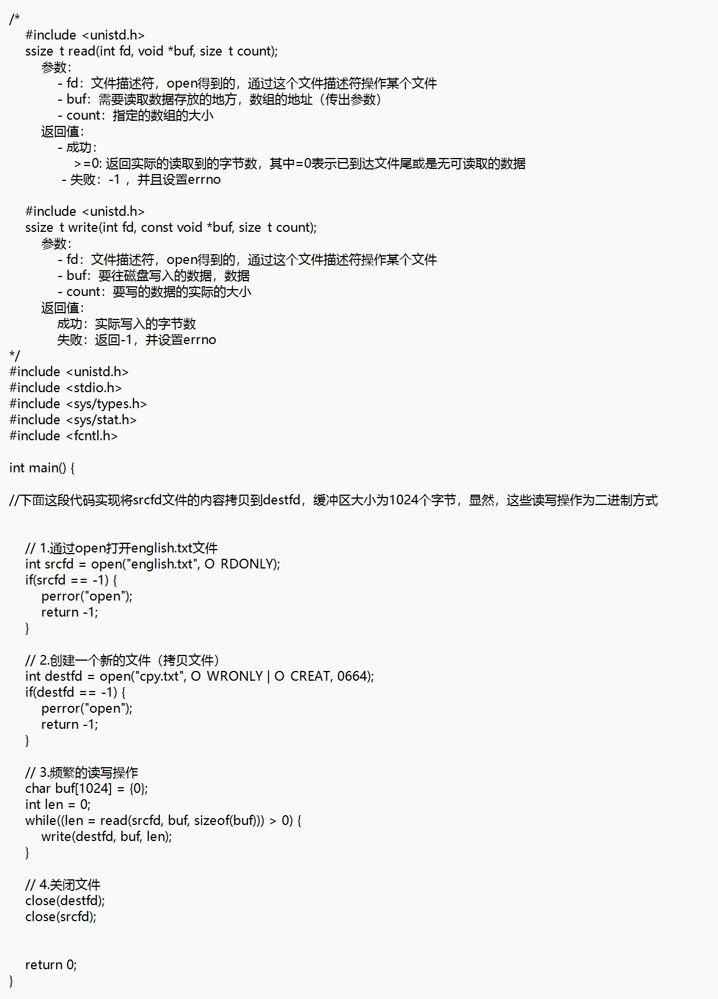 /*
#include <unistd.h>
ssize_t read(int fd, void *buf, size_t count);
参数：
- fd：文件描述符，open得到的，通过这个文件描述符操作某个文件
- buf：需要读取数据存放的地方，数组的地址（传出参数）
- count：指定的数组的大小
返回值：
- 成功：
>=0: 返回实际的读取到的字节数，其中=0表示已到达文件尾或是无可读取的数据
- 失败：-1 ，并且设置errno
#include <unistd.h>
ssize_t write(int fd, const void *buf, size_t count);
参数：
- fd：文件描述符，open得到的，通过这个文件描述符操作某个文件
- buf：要往磁盘写入的数据，数据
- count：要写的数据的实际的大小
返回值：
成功：实际写入的字节数
失败：返回-1，并设置errno
*/
#include <unistd.h>
#include <stdio.h>
#include <sys/types.h>
#include <sys/stat.h>
#include <fcntl.h>
int main() {
//下面这段代码实现将srcfd文件的内容拷贝到destfd，缓冲区大小为1024个字节，显然，这些读写操作为二进制方式
// 1.通过open打开english.txt文件
int srcfd = open("english.txt", O_RDONLY);
if(srcfd == -1) {
perror("open");
return -1;
}
// 2.创建一个新的文件（拷贝文件）
int destfd = open("cpy.txt", O_WRONLY | O_CREAT, 0664);
if(destfd == -1) {
perror("open");
return -1;
}
// 3.频繁的读写操作
char buf[1024] = {0};
int len = 0;
while((len = read(srcfd, buf, sizeof(buf))) > 0) {
write(destfd, buf, len);
}
// 4.关闭文件
close(destfd);
close(srcfd);
return 0;
}